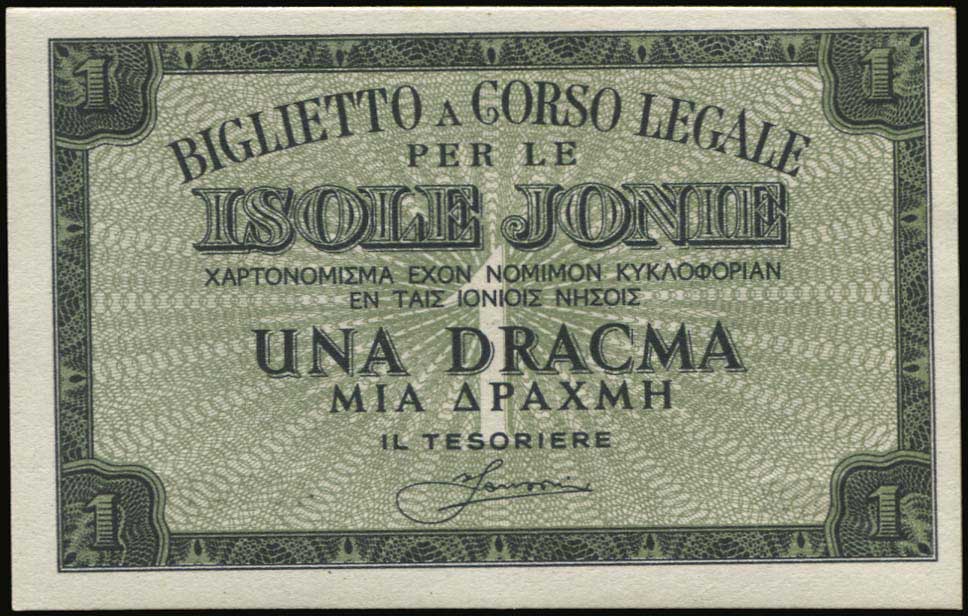 1 1
BIGLIETTO A CORSO LEGALE
PER LE
ISOLE JONIE
ΧΑΡΤΟΝΟΜΙΣΜΑ ΕΧΟΝ ΝΟΜΙΜΟΝ ΚΥΚΛΟΦΟΡΙΑΝ
ΕΝ ΤΑΙΣ ΙΟΝΙΟΙΣ ΝΗΣΟΙΣ
UNA DRACMA
ΜΙΑ ΔΡΑΧΜΗ
IL TESORIERE
1 1